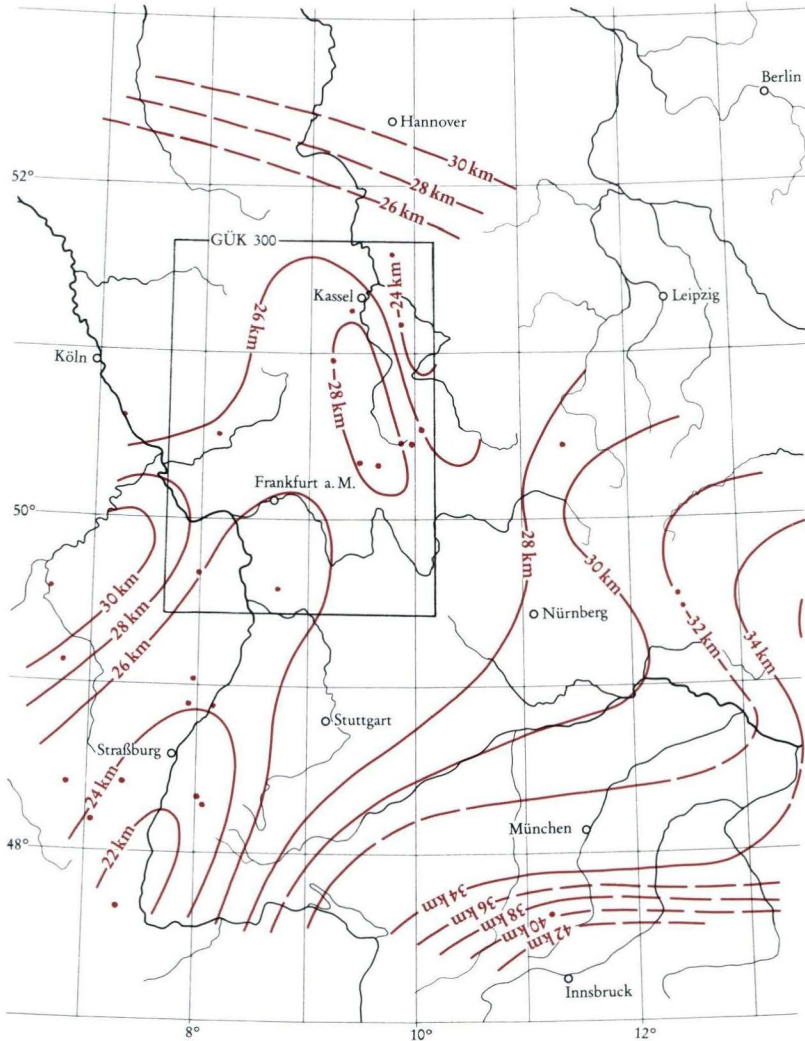 Berlin
Hannover
30 km
28 km
26 km
52°
GÜK 300
24 km
Kassel
Leipzig
26 km
Köln
28 km
Frankfurt a. M.
50°
28 km
30 km
30 km
28 km
Nürnberg
32 km
26 km
34 km
Stuttgart
Straßburg
24 km
München
48°
22 km
34 km
36 km
38 km
40 km
42 km
Innsbruck
8°
10°
12°